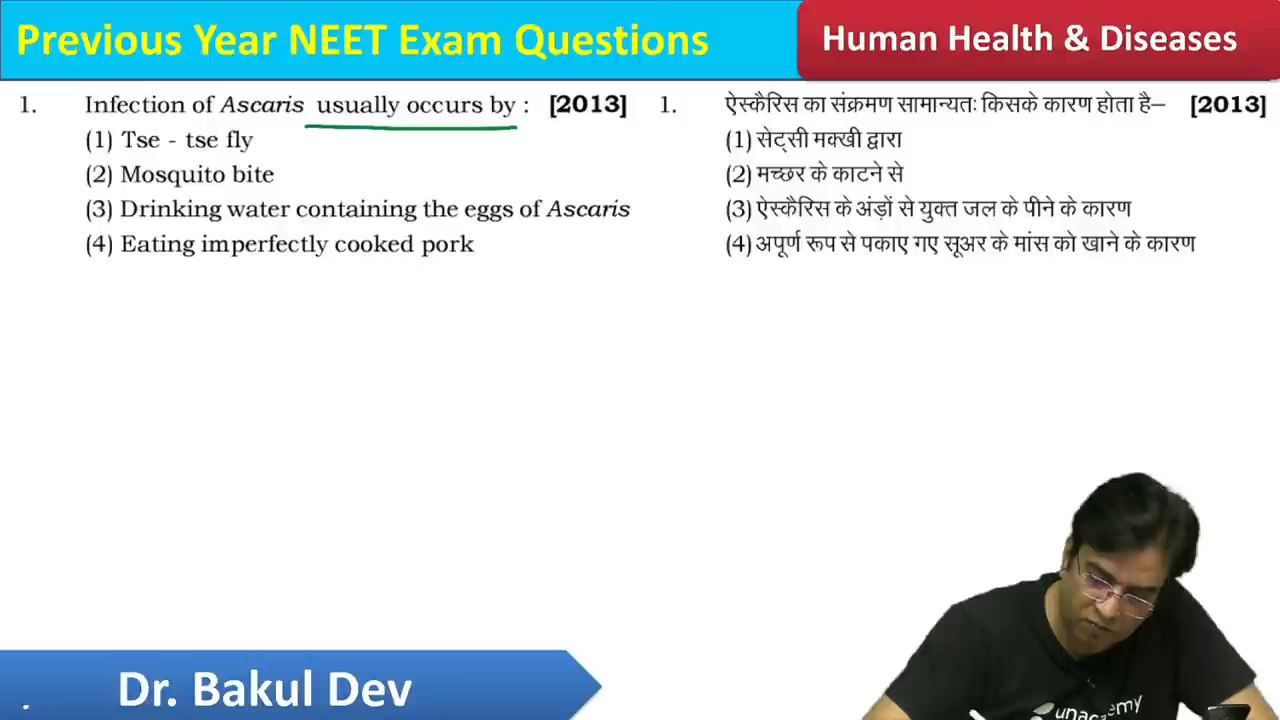 Previous Year NEET Exam Questions
Human Health & Diseases
1. Infection of Ascaris usually occurs by : [2013]
(1) Tse - tse fly
(2) Mosquito bite
(3) Drinking water containing the eggs of Ascaris
(4) Eating imperfectly cooked pork
1. ऐस्कैरिस का संक्रमण सामान्यतः किसके कारण होता है– [2013]
(1) सेट्सी मक्खी द्वारा
(2) मच्छर के काटने से
(3) ऐस्कैरिस के अंड़ों से युक्त जल के पीने के कारण
(4) अपूर्ण रूप से पकाए गए सूअर के मांस को खाने के कारण
Dr. Bakul Dev
unacademy